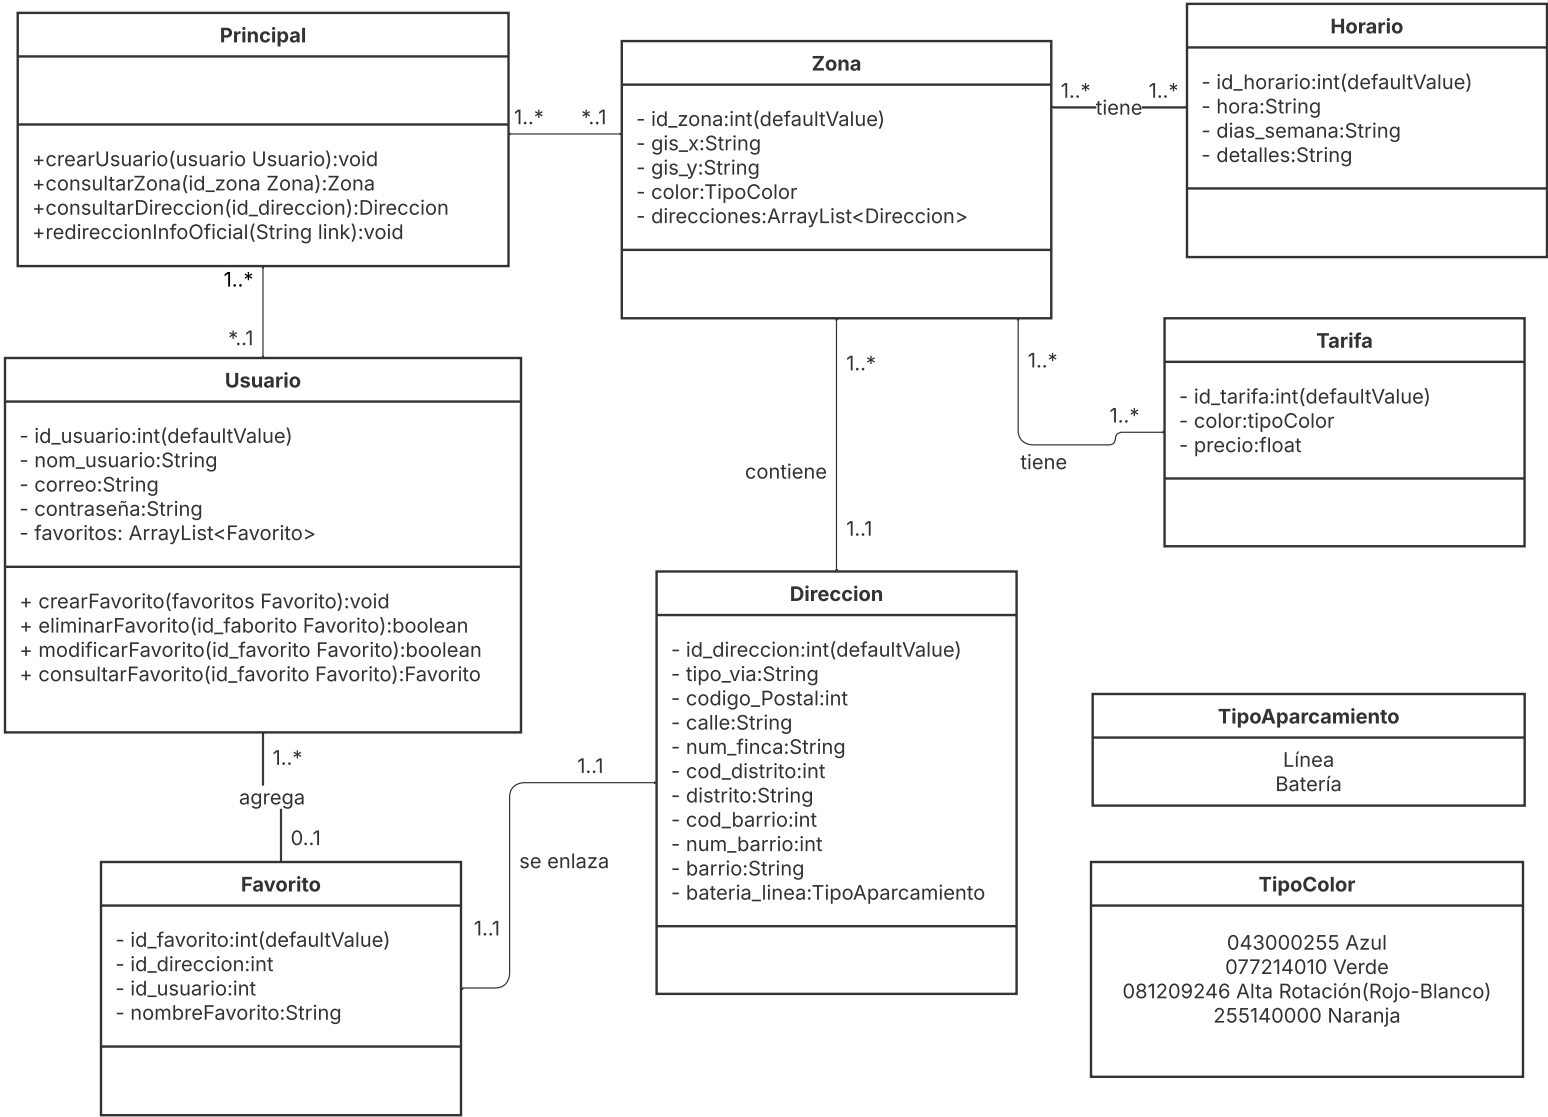 Principal
+crearUsuario(usuario Usuario):void
+consultarZona(id_zona Zona):Zona
+consultarDireccion(id_direccion):Direccion
+redireccionInfoOficial(String link):void
1..*
*..1
Zona
- id_zona:int(defaultValue)
- gis_x:String
- gis_y:String
- color:TipoColor
- direcciones:ArrayList<Direccion>
1..*
tiene
1..*
Horario
- id_horario:int(defaultValue)
- hora:String
- dias_semana:String
- detalles:String
1..*
*..1
Usuario
- id_usuario:int(defaultValue)
- nom_usuario:String
- correo:String
- contraseña:String
- favoritos: ArrayList<Favorito>
+ crearFavorito(favoritos Favorito):void
+ eliminarFavorito(id_faborito Favorito):boolean
+ modificarFavorito(id_favorito Favorito):boolean
+ consultarFavorito(id_favorito Favorito):Favorito
1..*
contiene
1..1
1..*
tiene
1..*
Tarifa
- id_tarifa:int(defaultValue)
- color:tipoColor
- precio:float
Direccion
- id_direccion:int(defaultValue)
- tipo_via:String
- codigo_Postal:int
- calle:String
- num_finca:String
- cod_distrito:int
- distrito:String
- cod_barrio:int
- num_barrio:int
- barrio:String
- bateria_linea:TipoAparcamiento
1..*
agrega
0..1
1..1
se enlaza
1..1
Favorito
- id_favorito:int(defaultValue)
- id_direccion:int
- id_usuario:int
- nombreFavorito:String
TipoAparcamiento
Línea
Batería
TipoColor
043000255 Azul
077214010 Verde
081209246 Alta Rotación(Rojo-Blanco)
255140000 Naranja